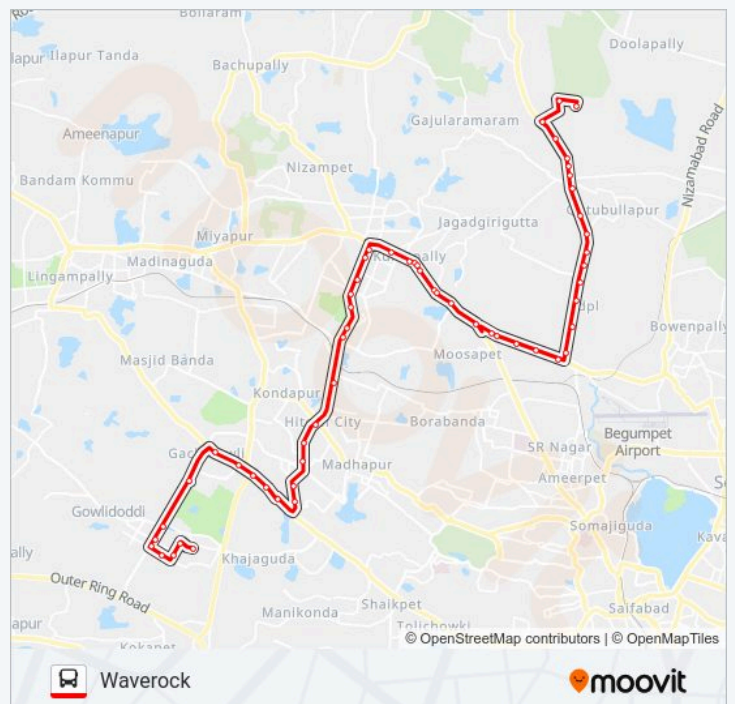 Bollaram
Doolapally
Ilapur Tanda
lapur
Bachupally
Gajularamaram
Ameenapur
Nizamabad Road
Nizampet
Bandam Kommu
Jagadgirigutta
Miyapur
Madinaguda
Lingampally
Bowenpally
Masjid Banda
Moosapet
Kondapur
Borabanda
Begumpet
Airport
SR Nagar
Madhapur
Ameerpet
Gowlidoddi
Somajiguda
Khajaguda
Outer Ring Road
Shaikpet
Manikonda
Saifabad
Tolichowki
Kokapet
© OpenStreetMap contributors | © OpenMapTiles
Waverock
moovit